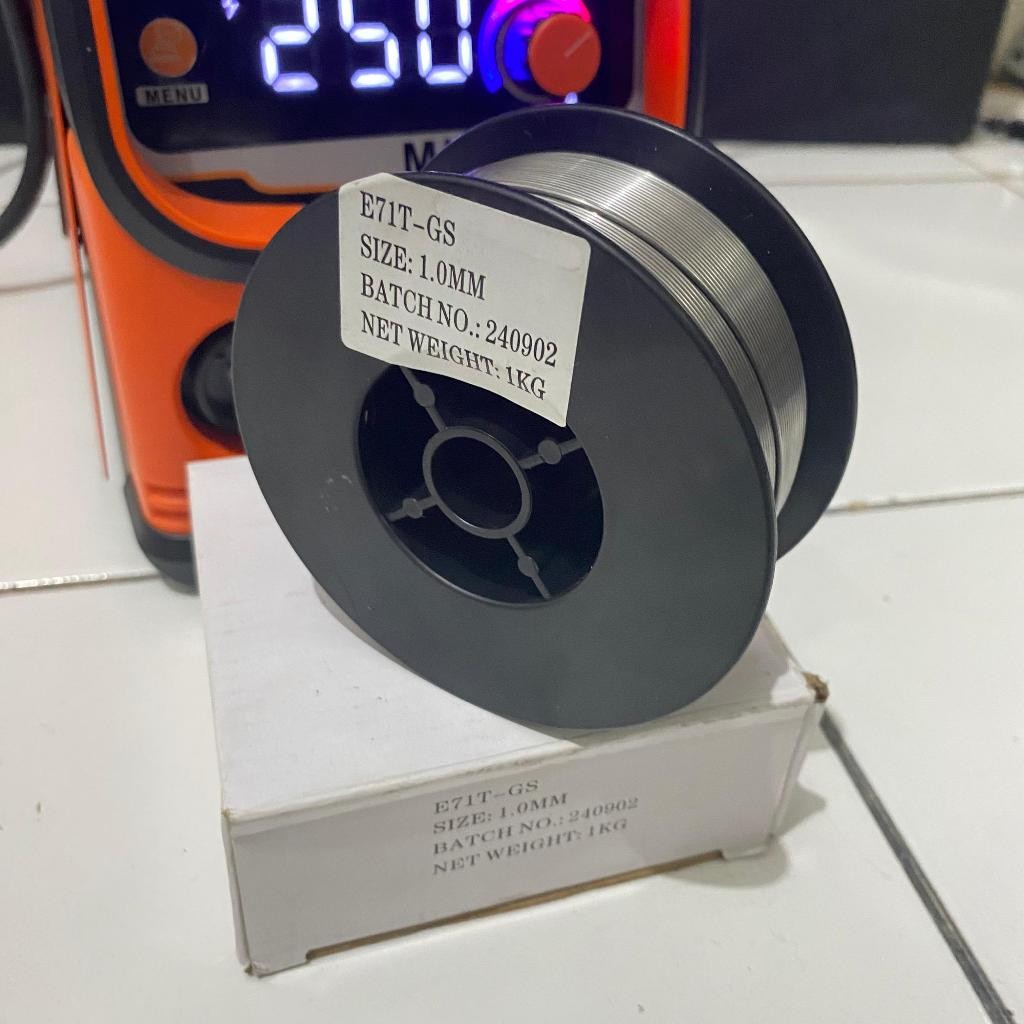 250
MENU
E71T-GS
SIZE: 1.0MM
BATCH NO.: 240902
NET WEIGHT: 1KG
E71T-GS
SIZE: 1.0MM
BATCH NO.: 240902
NET WEIGHT: 1KG